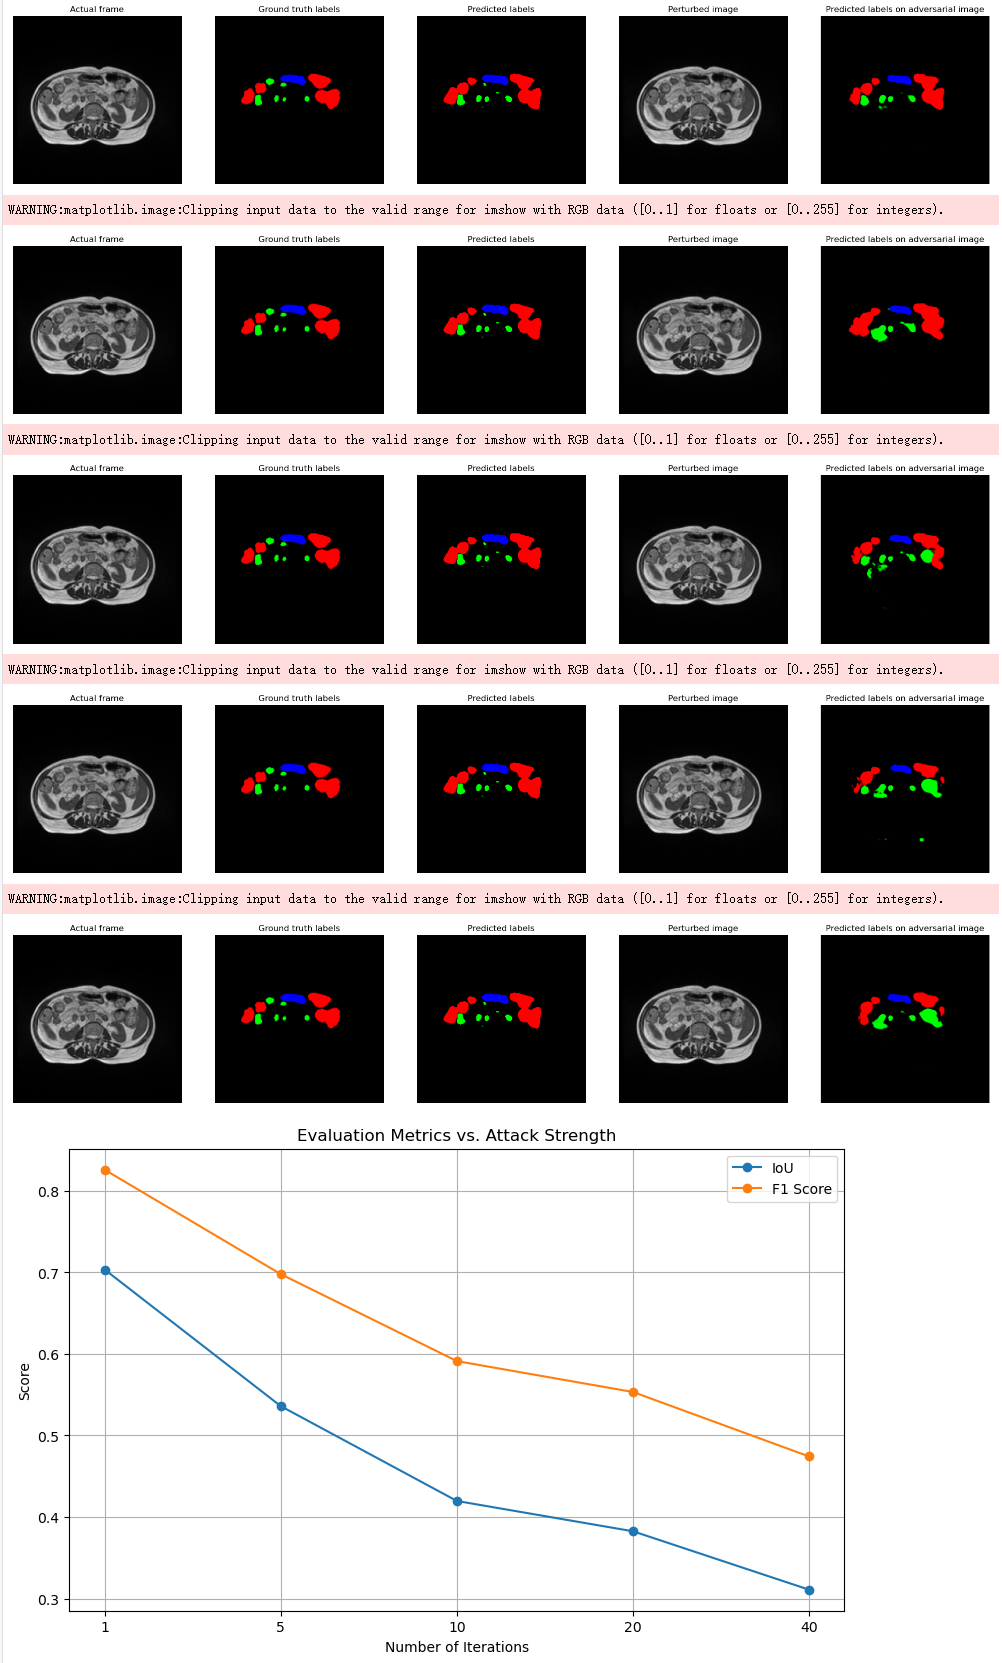 Actual frame Ground truth labels Predicted labels Perturbed image Predicted labels on adversarial image
WARNING:matplotlib.image:Clipping input data to the valid range for imshow with RGB data ([0..1] for floats or [0..255] for integers).
Actual frame Ground truth labels Predicted labels Perturbed image Predicted labels on adversarial image
WARNING:matplotlib.image:Clipping input data to the valid range for imshow with RGB data ([0..1] for floats or [0..255] for integers).
Actual frame Ground truth labels Predicted labels Perturbed image Predicted labels on adversarial image
WARNING:matplotlib.image:Clipping input data to the valid range for imshow with RGB data ([0..1] for floats or [0..255] for integers).
Actual frame Ground truth labels Predicted labels Perturbed image Predicted labels on adversarial image
WARNING:matplotlib.image:Clipping input data to the valid range for imshow with RGB data ([0..1] for floats or [0..255] for integers).
Actual frame Ground truth labels Predicted labels Perturbed image Predicted labels on adversarial image
Evaluation Metrics vs. Attack Strength
IoU
F1 Score
0.8
0.7
0.6
0.5
0.4
0.3
Score
1 5 10 20 40
Number of Iterations